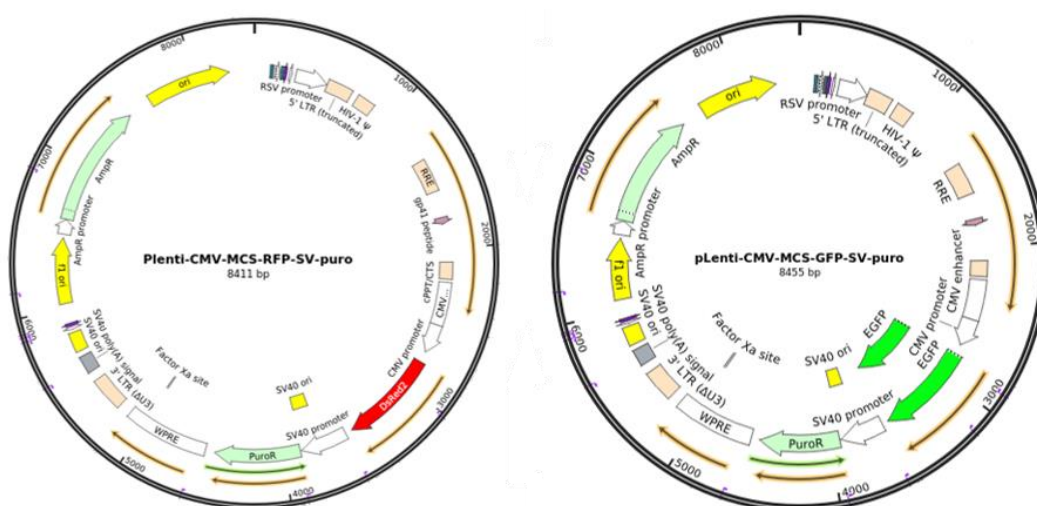 8000
1000
ori
RSV promoter
5' LTR (truncated)
HIV-1 Ψ
7000
AmpR
RRE
gp41 peptide
2000
AmpR promoter
Plenti-CMV-MCS-RFP-SV-puro
8411 bp
cPPT/CTS
f1 ori
CMV...
6000
SV40 ori
SV40 poly(A) signal
3' LTR (ΔU3)
Factor Xa site
CMV promoter
DsRed2
3000
SV40 ori
SV40 promoter
WPRE
PuroR
5000
4000
8000
1000
ori
RSV promoter
5' LTR (truncated)
HIV-1 Ψ
7000
AmpR
RRE
2000
AmpR promoter
pLenti-CMV-MCS-GFP-SV-puro
8455 bp
CMV enhancer
f1 ori
6000
SV40 ori
SV40 poly(A) signal
3' LTR (ΔU3)
Factor Xa site
CMV promoter
EGFP
EGFP
3000
SV40 ori
SV40 promoter
WPRE
PuroR
5000
4000